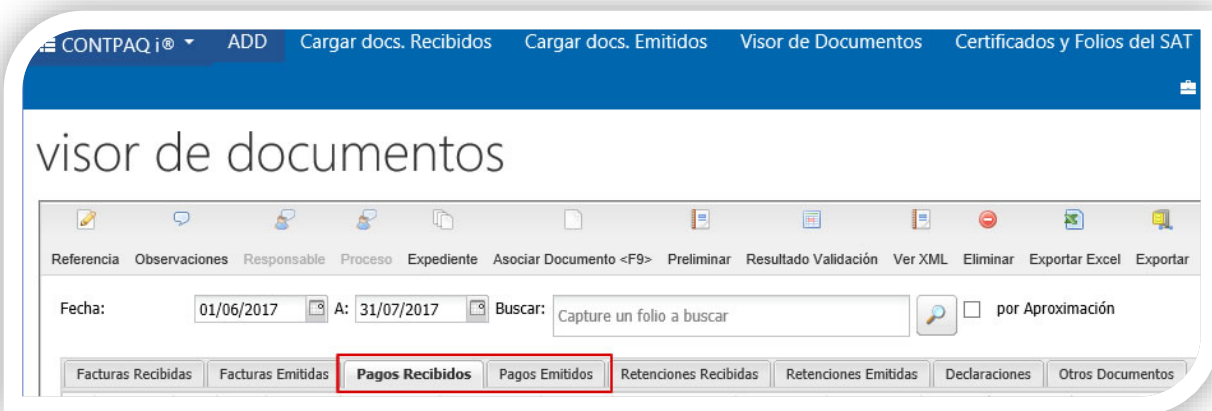 CONTPAQ i® ADD Cargar docs. Recibidos Cargar docs. Emitidos Visor de Documentos Certificados y Folios del SAT
visor de documentos
Referencia Observaciones Responsable Proceso Expediente Asociar Documento <F9> Preliminar Resultado Validación Ver XML Eliminar Exportar Excel Exportar
Fecha: 01/06/2017 A: 31/07/2017 Buscar: Capture un folio a buscar por Aproximación
Facturas Recibidas Facturas Emitidas Pagos Recibidos Pagos Emitidos Retenciones Recibidas Retenciones Emitidas Declaraciones Otros Documentos